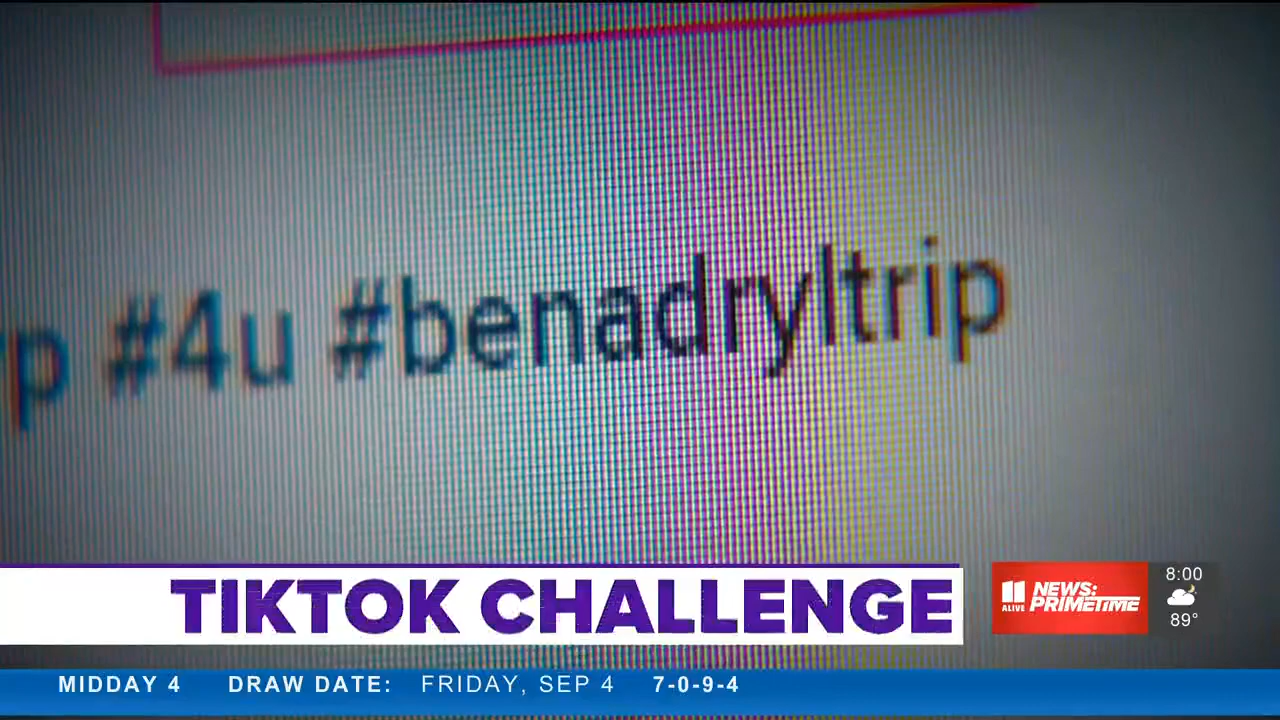 p #4u #benadryltrip
TIKTOK CHALLENGE
11 ALIVE NEWS: PRIMETIME
8:00
89°
MIDDAY 4 DRAW DATE: FRIDAY, SEP 4 7-0-9-4